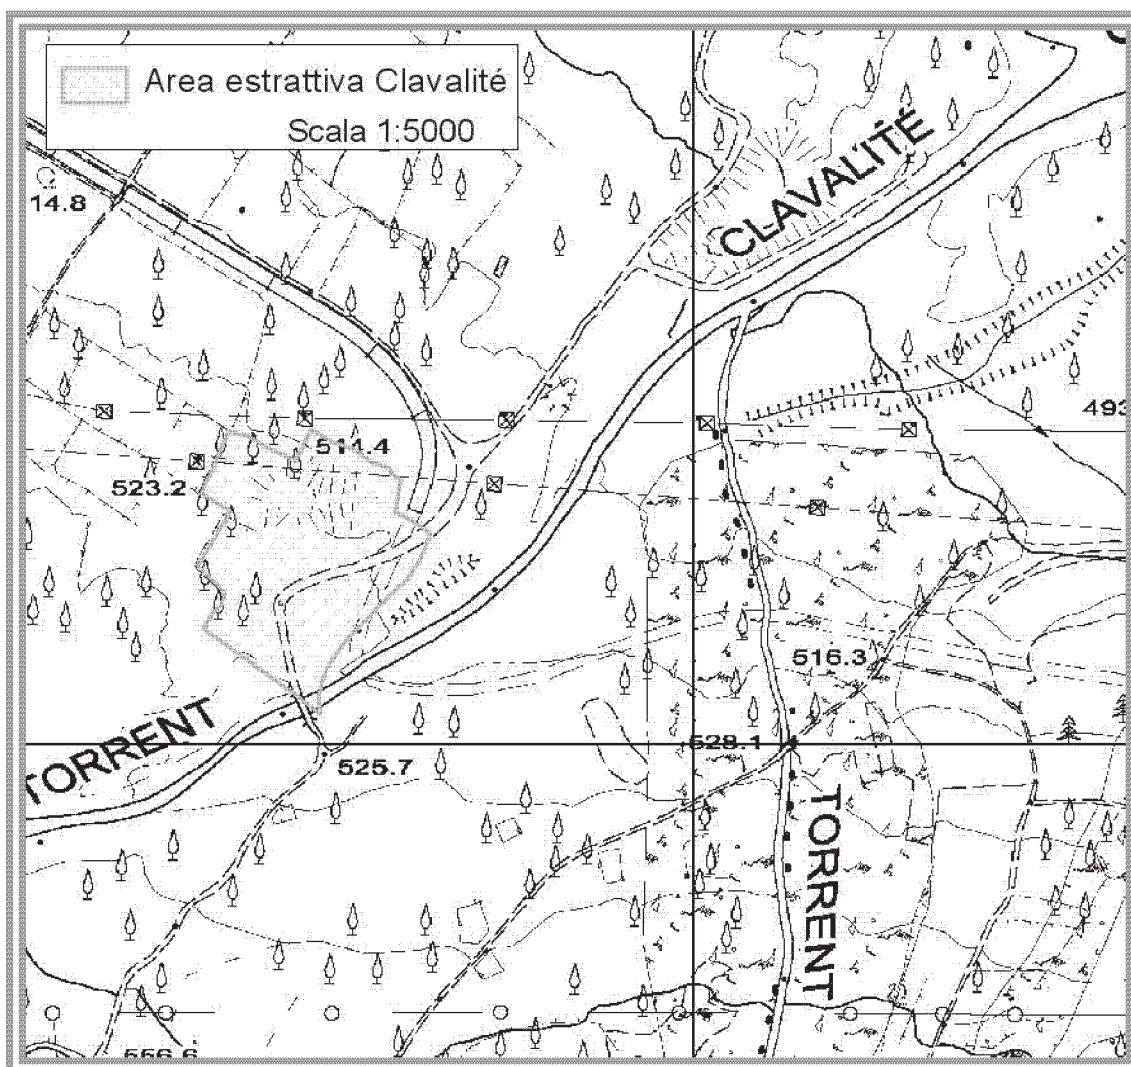 Area estrattiva Clavalité
Scala 1:5000
CLAVALITÉ
14.8
493
511.4
523.2
516.3
TORRENT
528.1
525.7
TORRENT
556.6